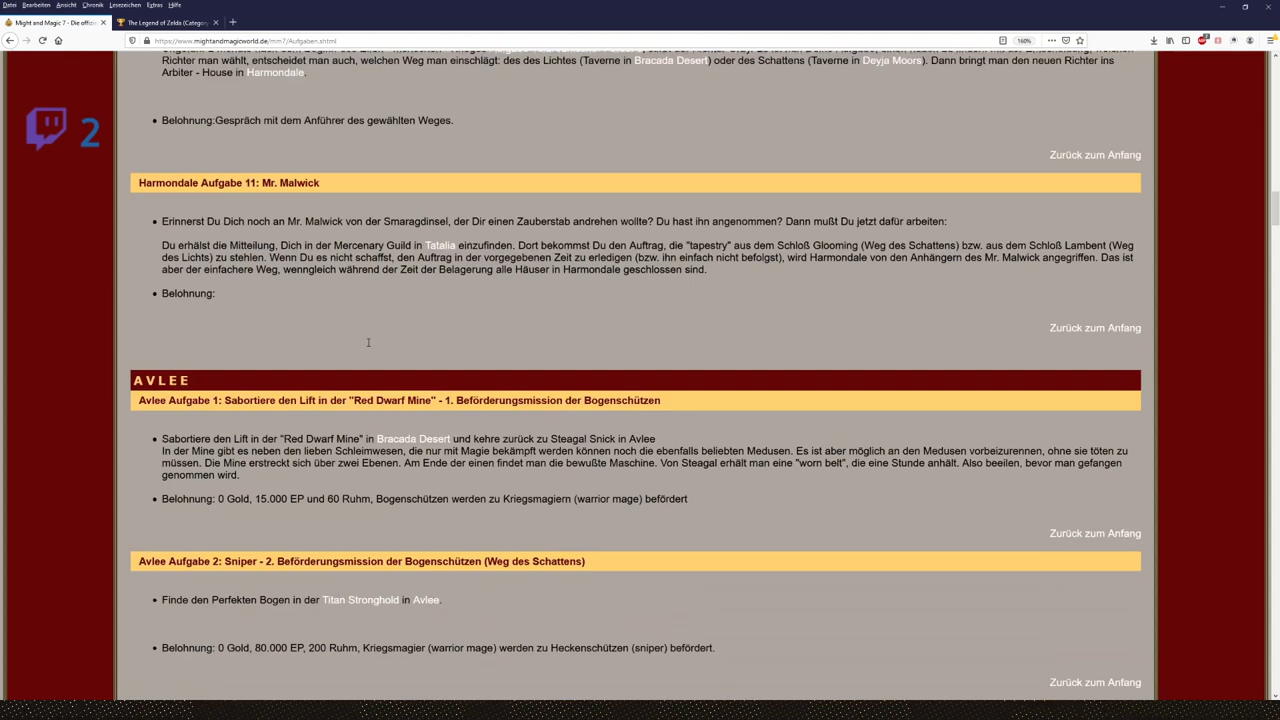 Datei Bearbeiten Ansicht Chronik Lesezeichen Extras Hilfe
Might and Magic 7 - Die offizi
The Legend of Zelda (Category
https://www.mightandmagicworld.de/mm7/Aufgaben.shtml
160%
Richter man wählt, entscheidet man auch, welchen Weg man einschlägt: des des Lichtes (Taverne in Bracada Desert) oder des Schattens (Taverne in Deyja Moors). Dann bringt man den neuen Richter ins
Arbiter - House in Harmondale.
2
Belohnung:Gespräch mit dem Anführer des gewählten Weges.
Zurück zum Anfang
Harmondale Aufgabe 11: Mr. Malwick
Erinnerst Du Dich noch an Mr. Malwick von der Smaragdinsel, der Dir einen Zauberstab andrehen wollte? Du hast ihn angenommen? Dann mußt Du jetzt dafür arbeiten:
Du erhälst die Mitteilung, Dich in der Mercenary Guild in Tatalia einzufinden. Dort bekommst Du den Auftrag, die "tapestry" aus dem Schloß Glooming (Weg des Schattens) bzw. aus dem Schloß Lambent (Weg
des Lichts) zu stehlen. Wenn Du es nicht schaffst, den Auftrag in der vorgegebenen Zeit zu erledigen (bzw. ihn einfach nicht befolgst), wird Harmondale von den Anhängern des Mr. Malwick angegriffen. Das ist
aber der einfachere Weg, wenngleich während der Zeit der Belagerung alle Häuser in Harmondale geschlossen sind.
Belohnung:
Zurück zum Anfang
AVLEE
Avlee Aufgabe 1: Sabortiere den Lift in der "Red Dwarf Mine" - 1. Beförderungsmission der Bogenschützen
Sabortiere den Lift in der "Red Dwarf Mine" in Bracada Desert und kehre zurück zu Steagal Snick in Avlee
In der Mine gibt es neben den lieben Schleimwesen, die nur mit Magie bekämpft werden können noch die ebenfalls beliebten Medusen. Es ist aber möglich an den Medusen vorbeizurennen, ohne sie töten zu
müssen. Die Mine erstreckt sich über zwei Ebenen. Am Ende der einen findet man die bewußte Maschine. Von Steagal erhält man eine "worn belt", die eine Stunde anhält. Also beeilen, bevor man gefangen
genommen wird.
Belohnung: 0 Gold, 15.000 EP und 60 Ruhm, Bogenschützen werden zu Kriegsmagiern (warrior mage) befördert
Zurück zum Anfang
Avlee Aufgabe 2: Sniper - 2. Beförderungsmission der Bogenschützen (Weg des Schattens)
Finde den Perfekten Bogen in der Titan Stronghold in Avlee.
Belohnung: 0 Gold, 80.000 EP, 200 Ruhm, Kriegsmagier (warrior mage) werden zu Heckenschützen (sniper) befördert.
Zurück zum Anfang